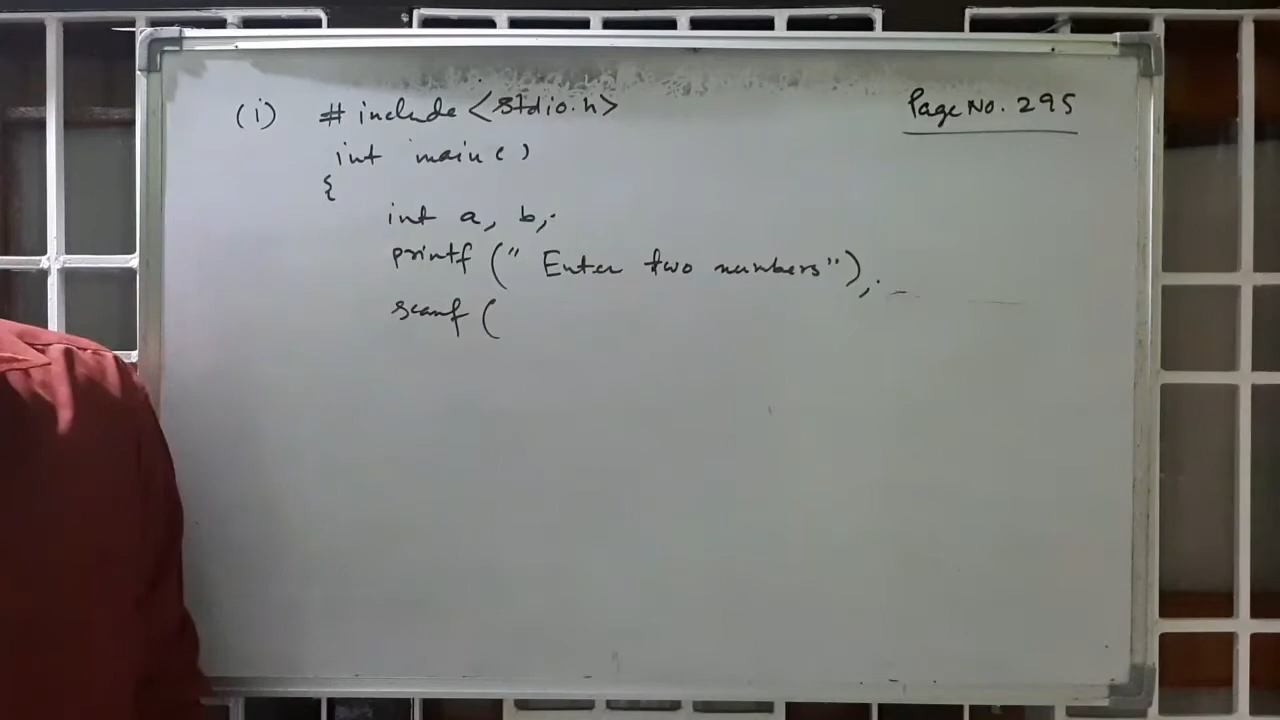 Page No. 295
(i) # include <stdio.h>
int main()
{
int a, b;
printf (" Enter two numbers");
scanf (